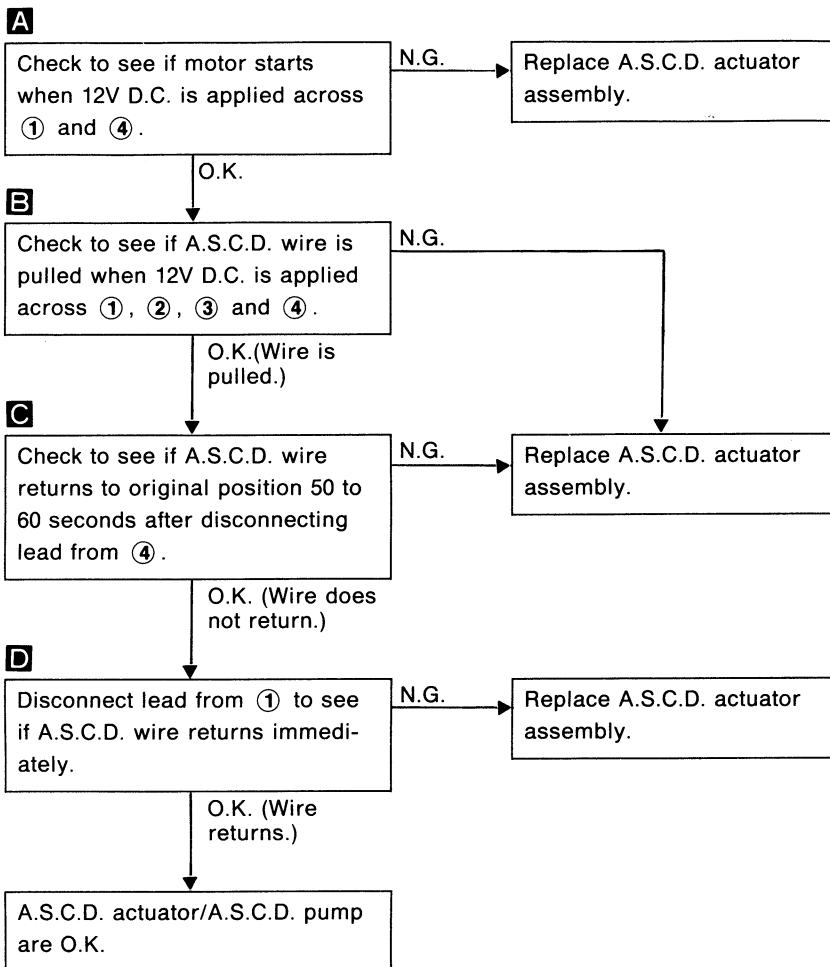 A
Check to see if motor starts
when 12V D.C. is applied across
① and ④ .
N.G.
Replace A.S.C.D. actuator
assembly.
O.K.
B
Check to see if A.S.C.D. wire is
pulled when 12V D.C. is applied
across ① , ② , ③ and ④ .
N.G.
O.K.(Wire is
pulled.)
C
Check to see if A.S.C.D. wire
returns to original position 50 to
60 seconds after disconnecting
lead from ④ .
N.G.
Replace A.S.C.D. actuator
assembly.
O.K. (Wire does
not return.)
D
Disconnect lead from ① to see
if A.S.C.D. wire returns immedi-
ately.
N.G.
Replace A.S.C.D. actuator
assembly.
O.K. (Wire
returns.)
A.S.C.D. actuator/A.S.C.D. pump
are O.K.